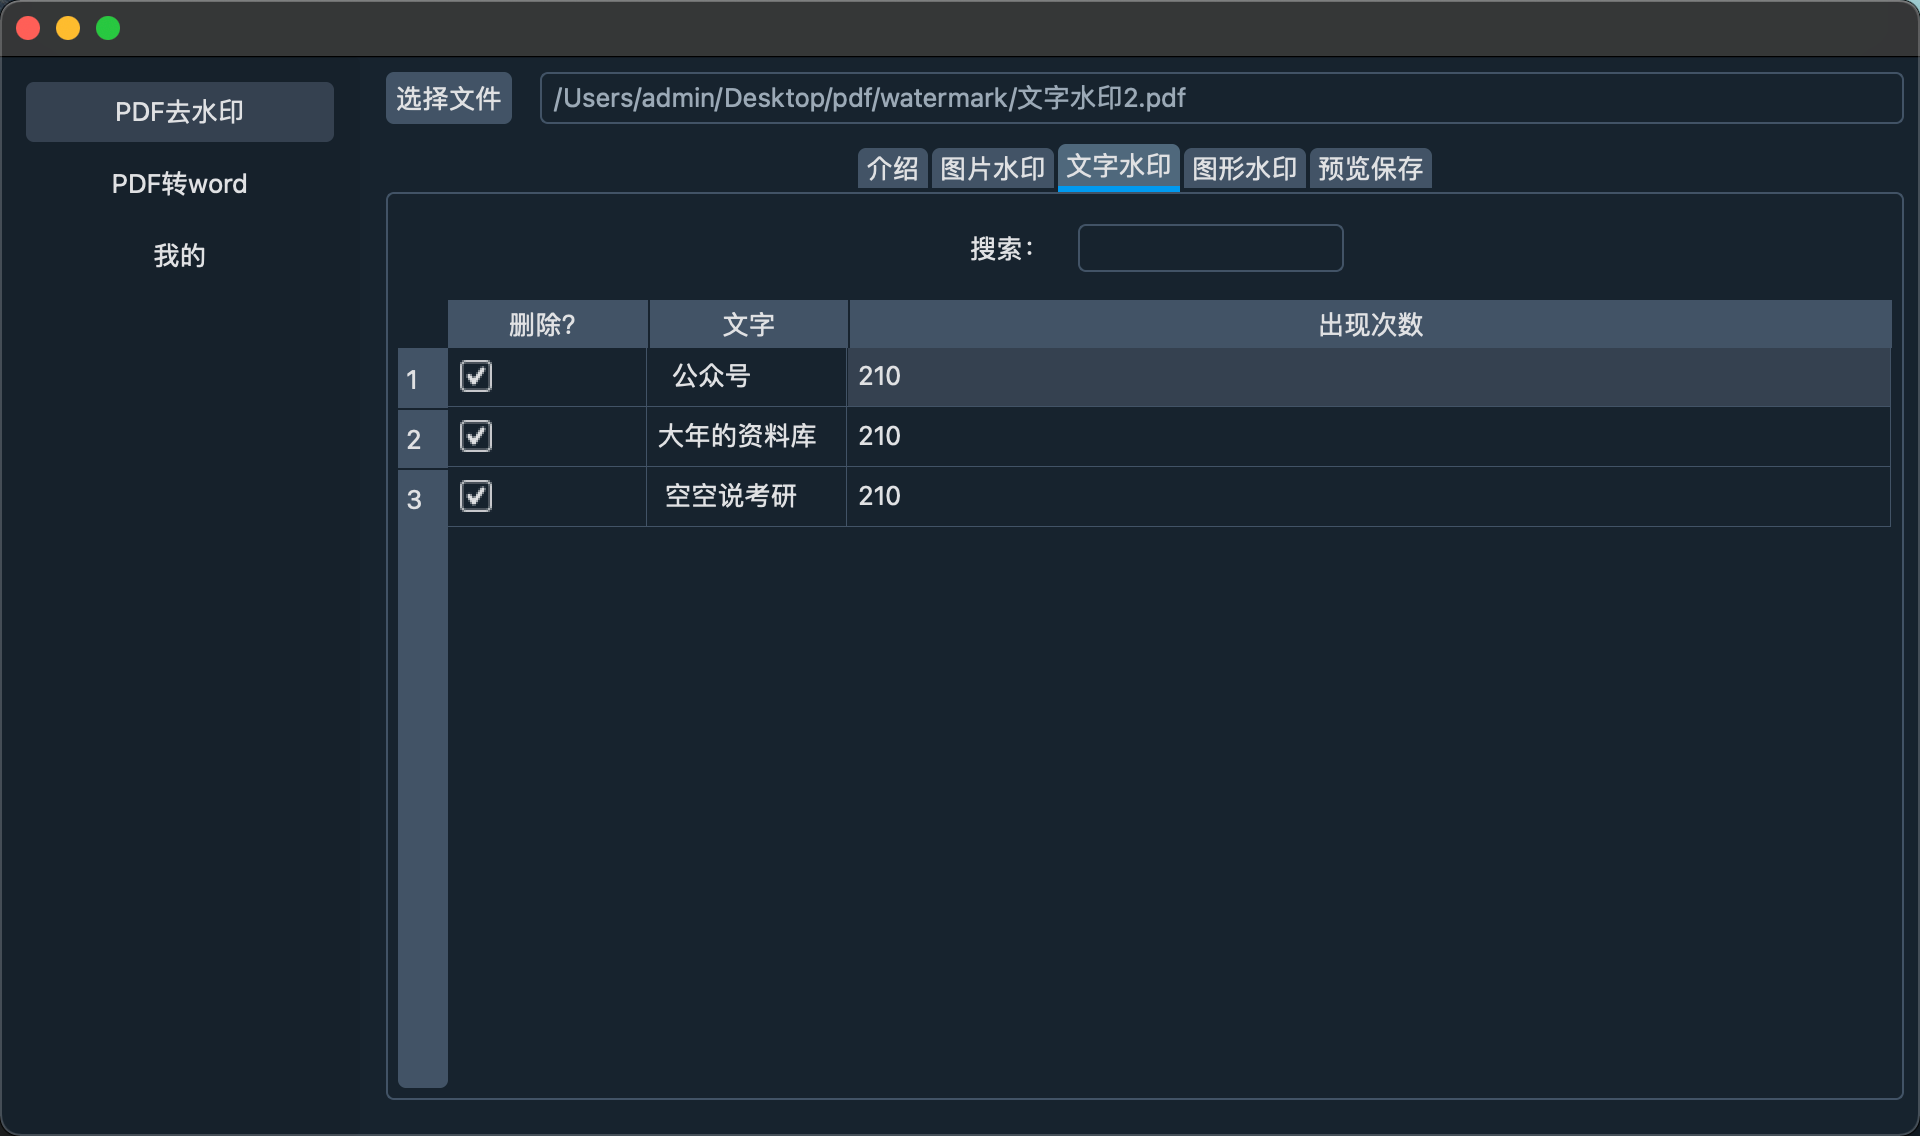 PDF去水印
PDF转word
我的
选择文件 /Users/admin/Desktop/pdf/watermark/文字水印2.pdf
介绍 图片水印 文字水印 图形水印 预览保存
搜索：
删除? 文字 出现次数
1 公众号 210
2 大年的资料库 210
3 空空说考研 210